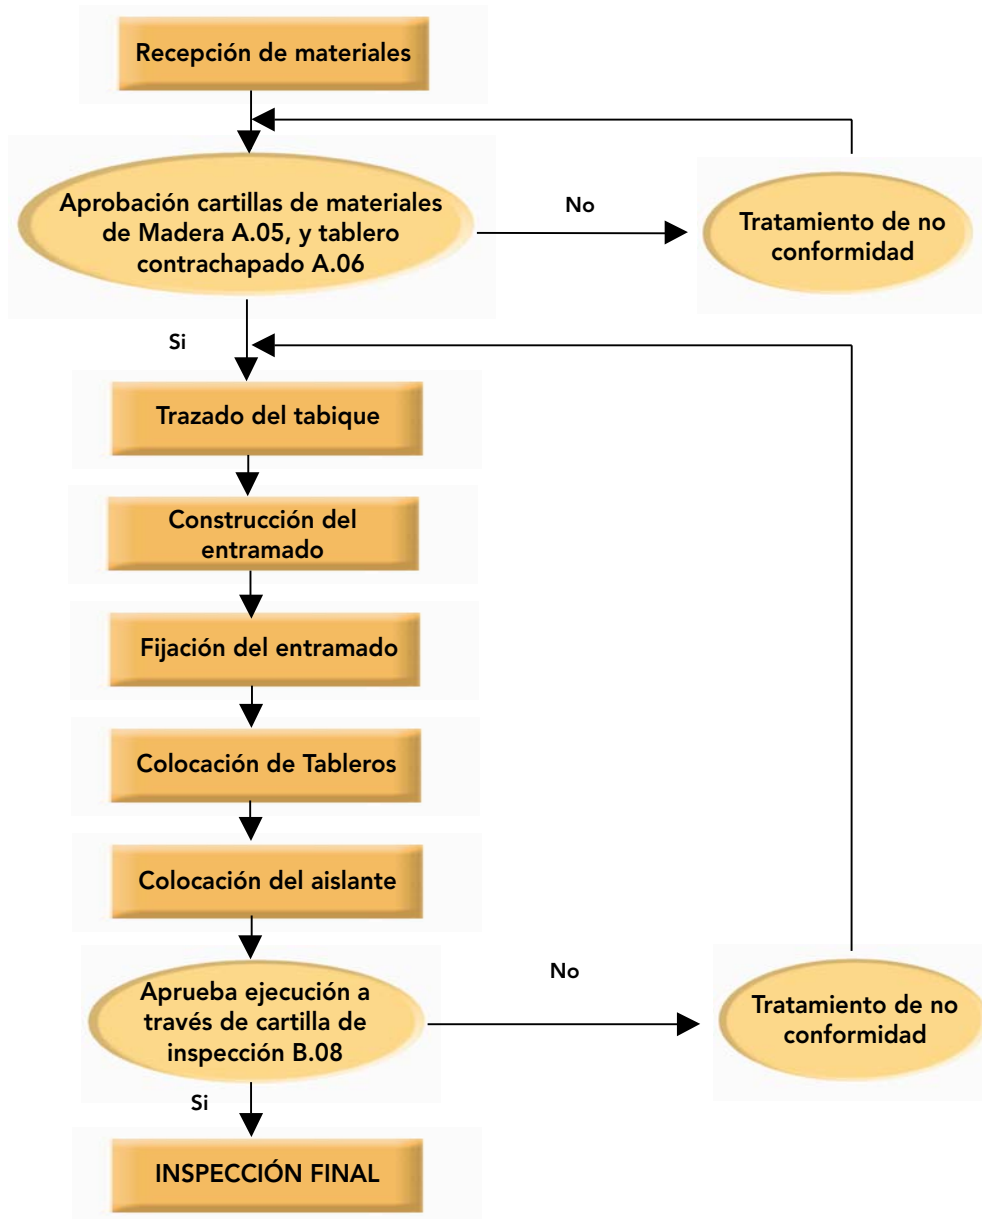 Recepción de materiales
Aprobación cartillas de materiales
de Madera A.05, y tablero
contrachapado A.06
No
Tratamiento de no
conformidad
Si
Trazado del tabique
Construcción del
entramado
Fijación del entramado
Colocación de Tableros
Colocación del aislante
Aprueba ejecución a
través de cartilla de
inspección B.08
No
Tratamiento de no
conformidad
Si
INSPECCIÓN FINAL